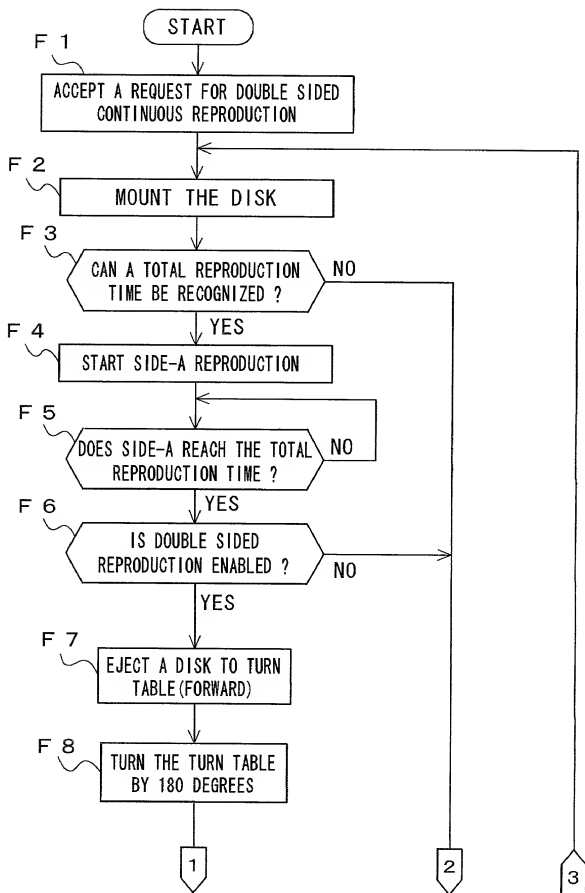 START
F 1
ACCEPT A REQUEST FOR DOUBLE SIDED
CONTINUOUS REPRODUCTION
F 2
MOUNT THE DISK
F 3
CAN A TOTAL REPRODUCTION
TIME BE RECOGNIZED ?
NO
YES
F 4
START SIDE-A REPRODUCTION
F 5
DOES SIDE-A REACH THE TOTAL
REPRODUCTION TIME ?
NO
YES
F 6
IS DOUBLE SIDED
REPRODUCTION ENABLED ?
NO
YES
F 7
EJECT A DISK TO TURN
TABLE(FORWARD)
F 8
TURN THE TURN TABLE
BY 180 DEGREES
1
2
3